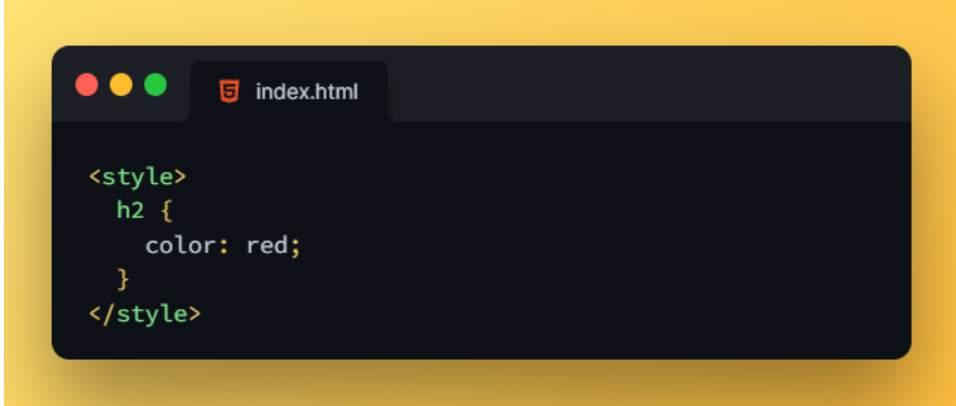 index.html
<style>
  h2 {
    color: red;
  }
</style>